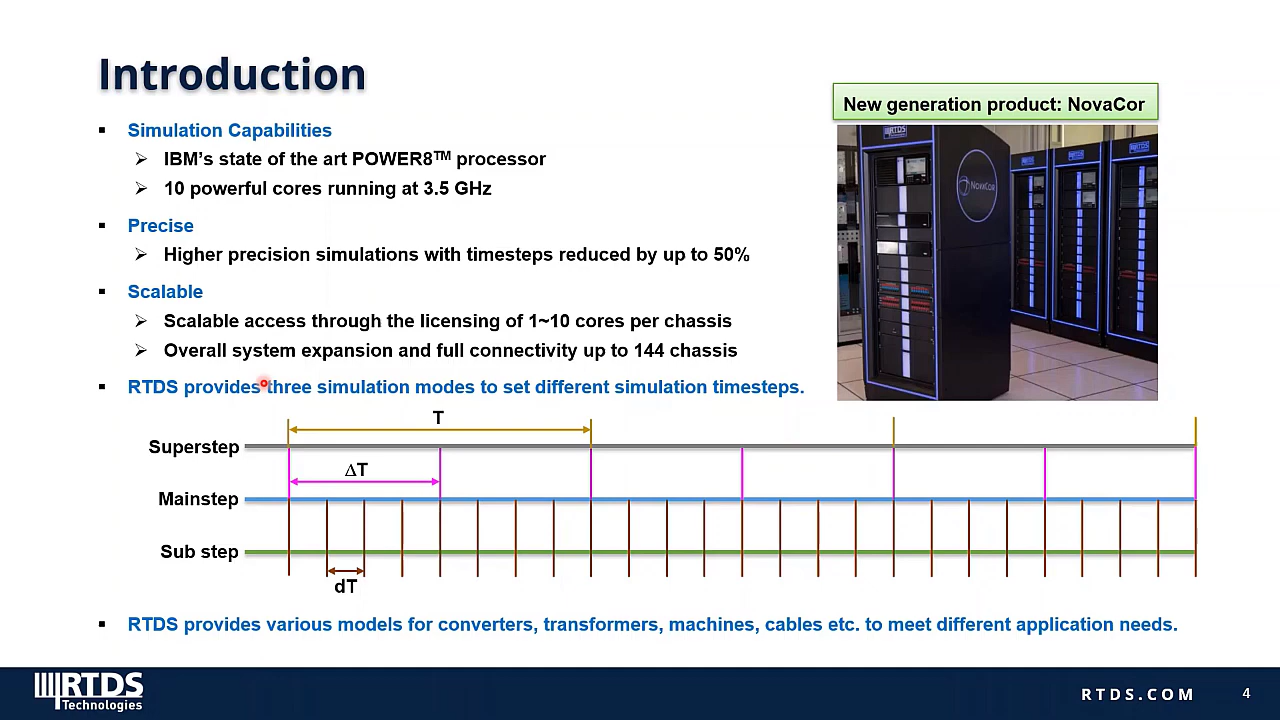 Introduction
New generation product: NovaCor
RTDS
NovaCor
Simulation Capabilities
IBM's state of the art POWER8TM processor
10 powerful cores running at 3.5 GHz
Precise
Higher precision simulations with timesteps reduced by up to 50%
Scalable
Scalable access through the licensing of 1~10 cores per chassis
Overall system expansion and full connectivity up to 144 chassis
RTDS provides three simulation modes to set different simulation timesteps.
T
Superstep
ΔT
Mainstep
Sub step
dT
RTDS provides various models for converters, transformers, machines, cables etc. to meet different application needs.
RTDS
Technologies
RTDS.COM
4